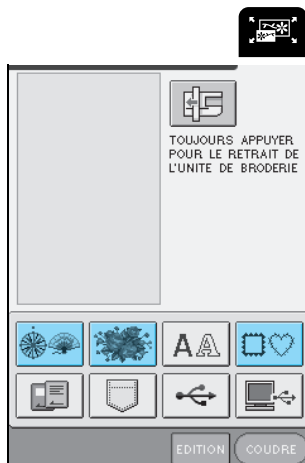 TOUJOURS APPUYER
POUR LE RETRAIT DE
L'UNITE DE BRODERIE
A A
EDITION COUDRE